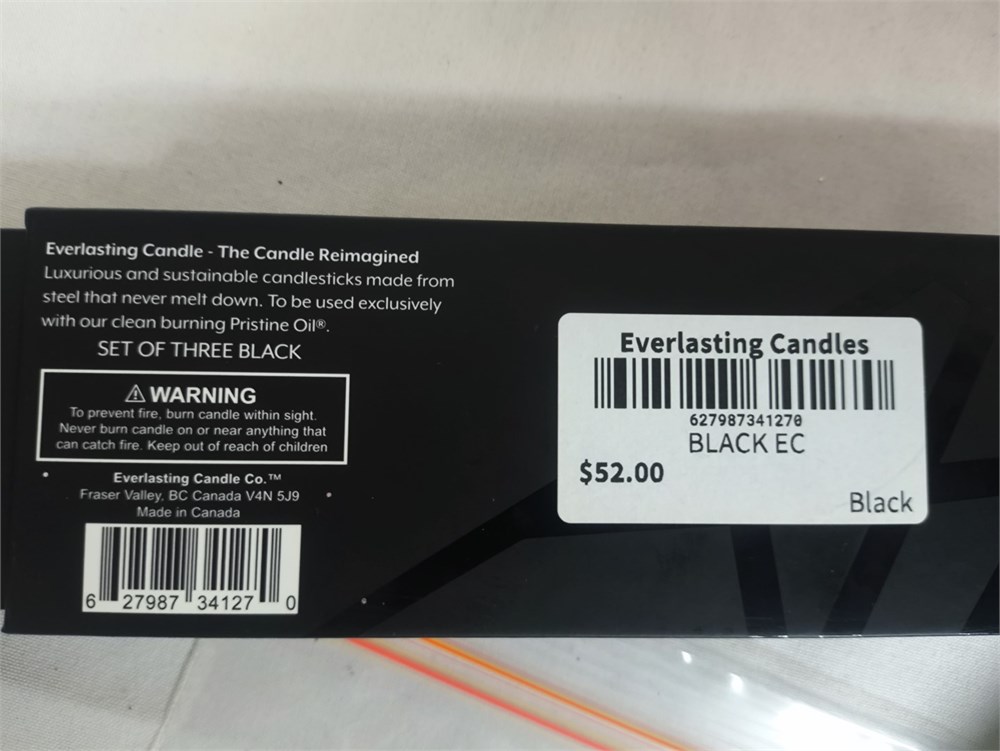 Everlasting Candle - The Candle Reimagined
Luxurious and sustainable candlesticks made from
steel that never melt down. To be used exclusively
with our clean burning Pristine Oil®.
SET OF THREE BLACK
⚠ WARNING
To prevent fire, burn candle within sight.
Never burn candle on or near anything that
can catch fire. Keep out of reach of children
Everlasting Candle Co.™
Fraser Valley, BC Canada V4N 5J9
Made in Canada
6 27987 34127 0
Everlasting Candles
627987341270
BLACK EC
$52.00
Black